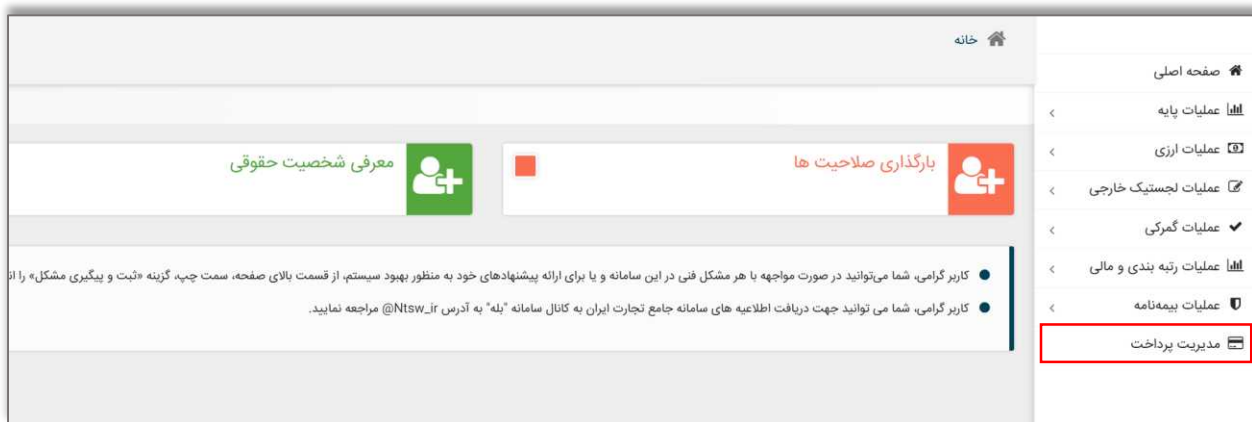 خانه
صفحه اصلی
عملیات پایه
عملیات ارزی
عملیات لجستیک خارجی
عملیات گمرکی
عملیات رتبه بندی و مالی
عملیات بیمه‌نامه
مدیریت پرداخت
بارگذاری صلاحیت ها
معرفی شخصیت حقوقی
کاربر گرامی، شما می‌توانید در صورت مواجهه با هر مشکل فنی در این سامانه و یا برای ارائه پیشنهادهای خود به منظور بهبود سیستم، از قسمت بالای صفحه، سمت چپ، گزینه «ثبت و پیگیری مشکل» را
کاربر گرامی، شما می توانید جهت دریافت اطلاعیه های سامانه جامع تجارت ایران به کانال سامانه "بله" به آدرس Ntsw_ir@ مراجعه نمایید.